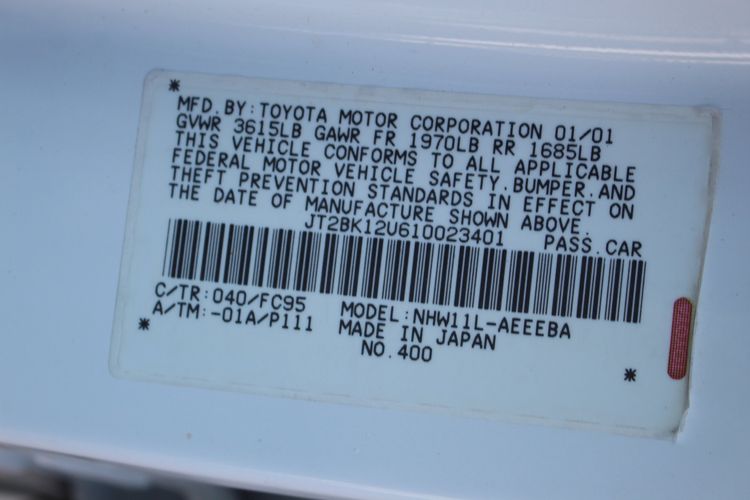 *
MFD.BY:TOYOTA MOTOR CORPORATION 01/01
GVWR 3615LB GAWR FR 1970LB RR 1685LB
THIS VEHICLE CONFORMS TO ALL APPLICABLE
FEDERAL MOTOR VEHICLE SAFETY,BUMPER,AND
THEFT PREVENTION STANDARDS IN EFFECT ON
THE DATE OF MANUFACTURE SHOWN ABOVE.
JT2BK12U610023401 PASS.CAR
C/TR:040/FC95 MODEL:NHW11L-AEEEBA
A/TM:-01A/P111 MADE IN JAPAN
* NO.400 *